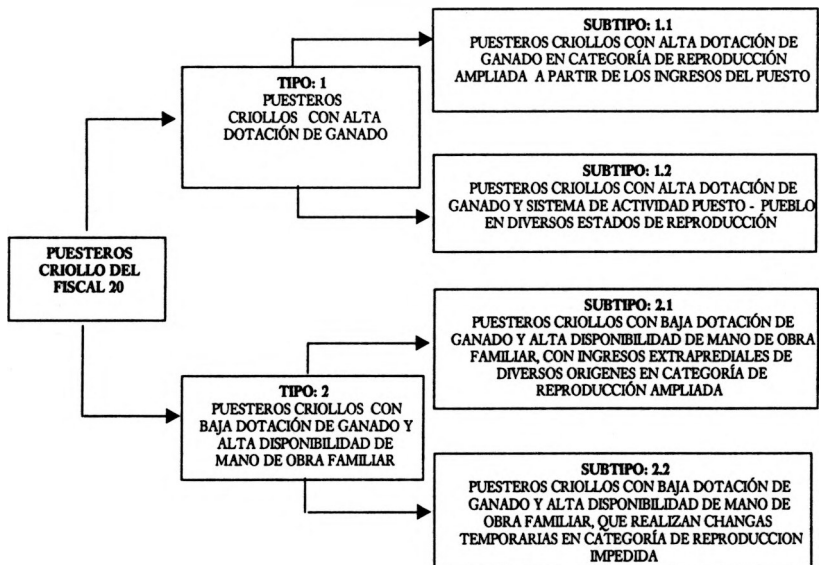 PUESTEROS
CRIOLLO DEL
FISCAL 20
TIPO: 1
PUESTEROS
CRIOLLOS CON ALTA
DOTACIÓN DE GANADO
SUBTIPO: 1.1
PUESTEROS CRIOLLOS CON ALTA DOTACIÓN DE
GANADO EN CATEGORÍA DE REPRODUCCIÓN
AMPLIADA A PARTIR DE LOS INGRESOS DEL PUESTO
SUBTIPO: 1.2
PUESTEROS CRIOLLOS CON ALTA DOTACIÓN DE
GANADO Y SISTEMA DE ACTIVIDAD PUESTO - PUEBLO
EN DIVERSOS ESTADOS DE REPRODUCCIÓN
TIPO: 2
PUESTEROS CRIOLLOS CON
BAJA DOTACIÓN DE GANADO Y
ALTA DISPONIBILIDAD DE
MANO DE OBRA FAMILIAR
SUBTIPO: 2.1
PUESTEROS CRIOLLOS CON BAJA DOTACIÓN DE
GANADO Y ALTA DISPONIBILIDAD DE MANO DE OBRA
FAMILIAR, CON INGRESOS EXTRAPREDIALES DE
DIVERSOS ORIGENES EN CATEGORÍA DE
REPRODUCCIÓN AMPLIADA
SUBTIPO: 2.2
PUESTEROS CRIOLLOS CON BAJA DOTACIÓN DE
GANADO Y ALTA DISPONIBILIDAD DE MANO DE
OBRA FAMILIAR, QUE REALIZAN CHANGAS
TEMPORARIAS EN CATEGORÍA DE REPRODUCCION
IMPEDIDA